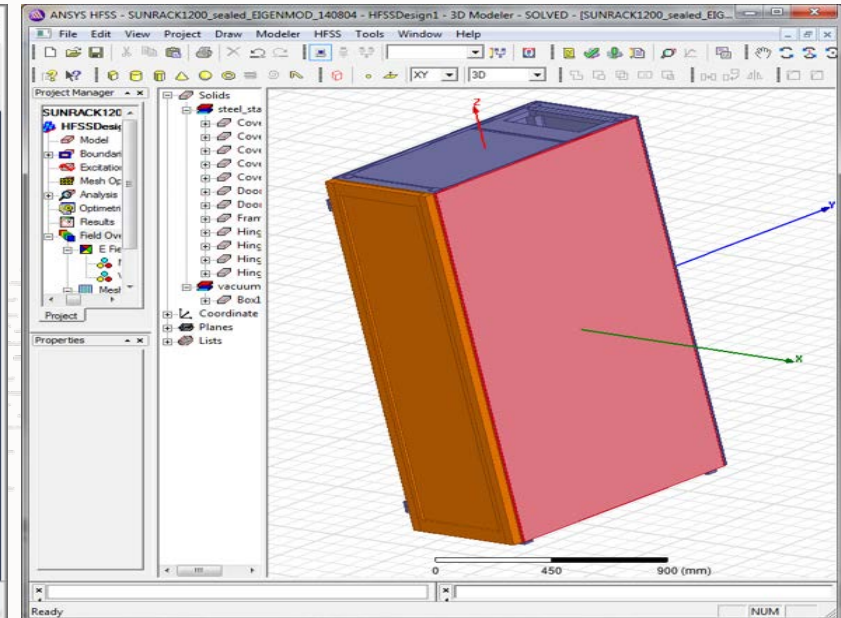 ANSYS HFSS - SUNRACK1200_sealed_EIGENMOD_140804 - HFSSDesign1 - 3D Modeler - SOLVED - [SUNRACK1200_sealed_EIG...
File Edit View Project Draw Modeler HFSS Tools Window Help
XY 3D
Project Manager
SUNRACK120
HFSSDesig
Model
Boundari
Excitation
Mesh Op
Analysis
Optimetri
Results
Field Ove
E Fie
Mesl
Project
Properties
Solids
steel_sta
Cove
Cove
Cove
Cove
Cove
Door
Door
Fram
Hing
Hing
Hing
Hing
vacuum
Box1
Coordinate
Planes
Lists
Z
Y
X
0 450 900 (mm)
Ready
NUM